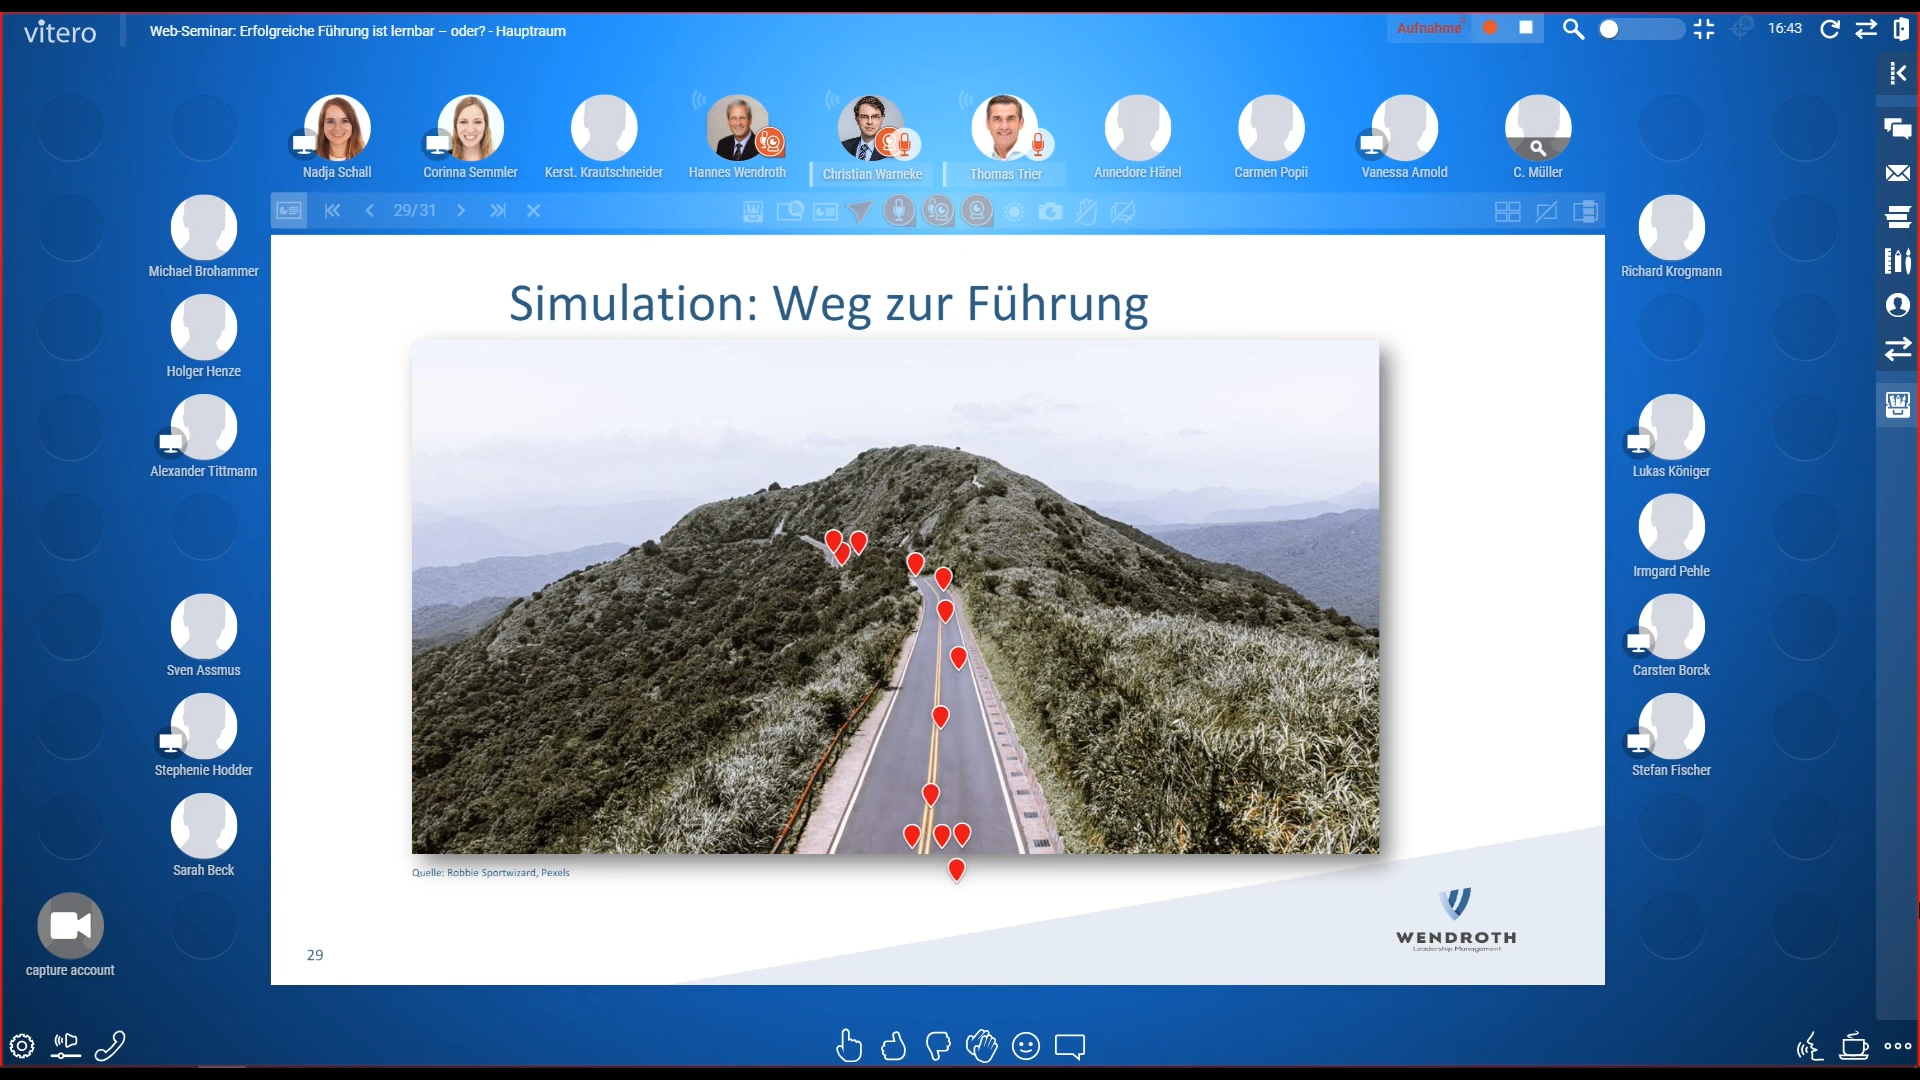 vitero
Web-Seminar: Erfolgreiche Führung ist lernbar – oder? - Hauptraum
Aufnahme
16:43
Nadja Schall
Corinna Semmler
Kerst. Krautschneider
Hannes Wendroth
Christian Warneke
Thomas Trier
Annedore Hänel
Carmen Popii
Vanessa Arnold
C. Müller
29/31
Michael Brohammer
Richard Krogmann
Holger Henze
Alexander Tittmann
Lukas Königer
Irmgard Pehle
Sven Assmus
Carsten Borck
Stephenie Hodder
Stefan Fischer
Sarah Beck
capture account
Simulation: Weg zur Führung
Quelle: Robbie Sportwizard, Pexels
WENDROTH
Leadership Management
29